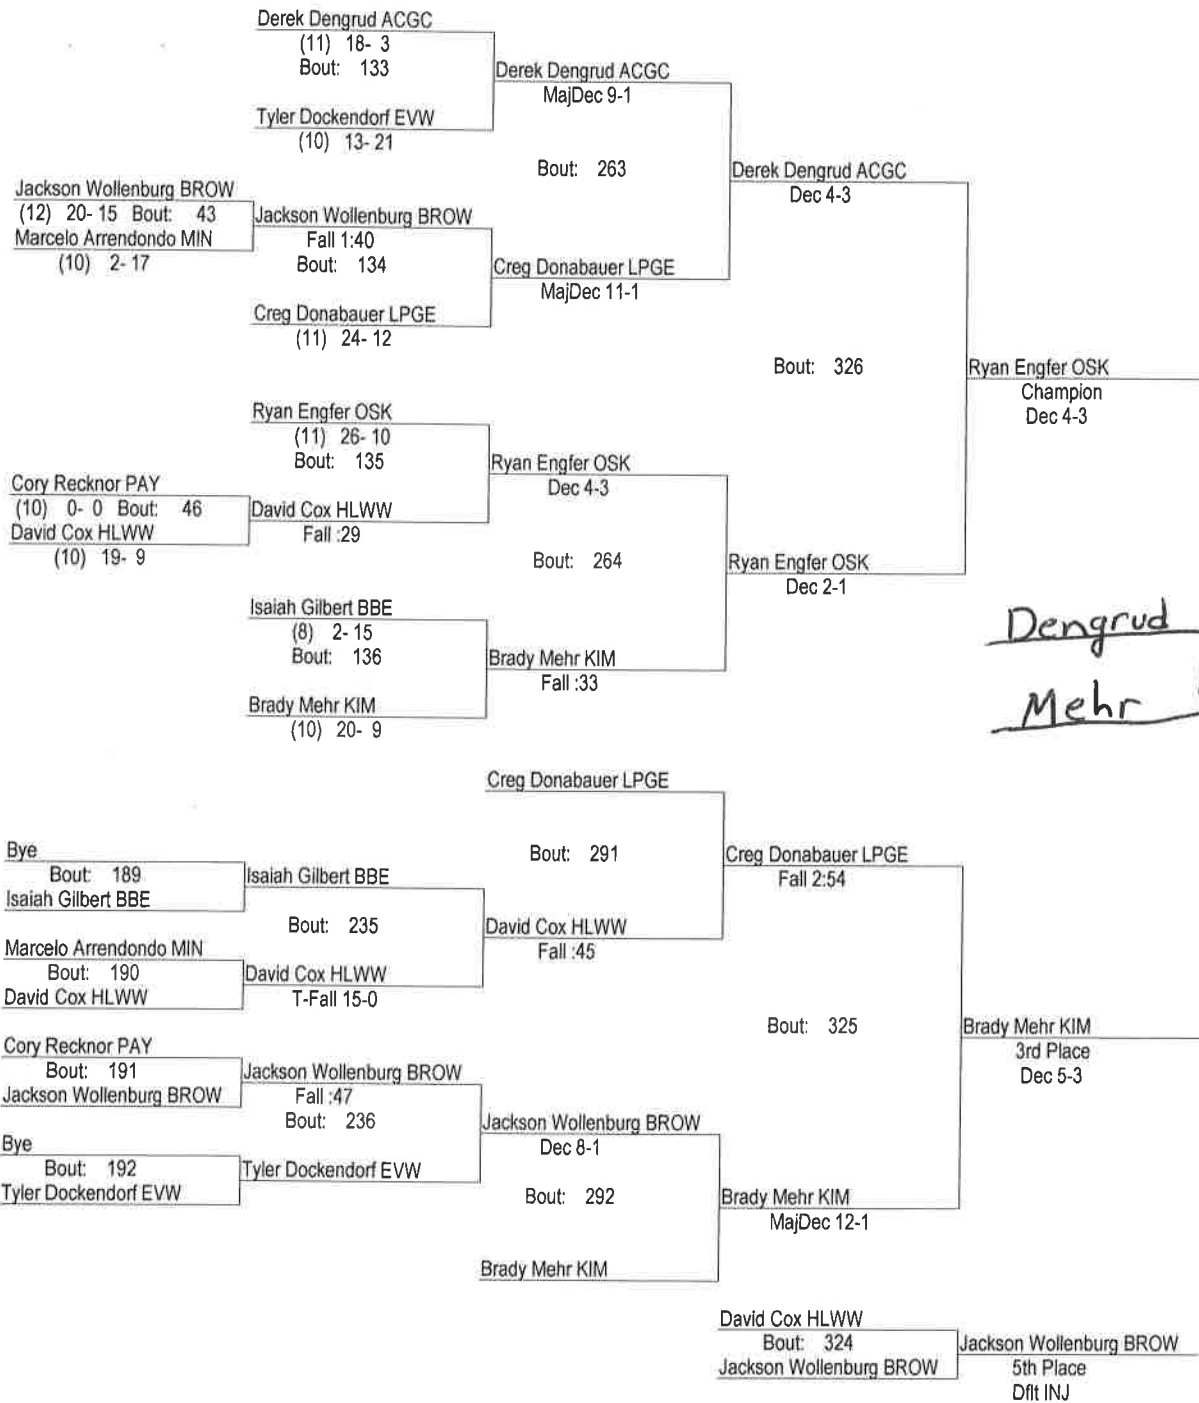 Derek Dengrud ACGC
(11) 18- 3
Bout: 133
Derek Dengrud ACGC
MajDec 9-1
Tyler Dockendorf EVW
(10) 13- 21
Bout: 263
Derek Dengrud ACGC
Dec 4-3
Jackson Wollenburg BROW
(12) 20- 15 Bout: 43
Marcelo Arrendondo MIN
(10) 2- 17
Jackson Wollenburg BROW
Fall 1:40
Bout: 134
Creg Donabauer LPGE
MajDec 11-1
Creg Donabauer LPGE
(11) 24- 12
Bout: 326
Ryan Engfer OSK
Champion
Dec 4-3
Ryan Engfer OSK
(11) 26- 10
Bout: 135
Ryan Engfer OSK
Dec 4-3
Cory Recknor PAY
(10) 0- 0 Bout: 46
David Cox HLWW
(10) 19- 9
David Cox HLWW
Fall :29
Bout: 264
Ryan Engfer OSK
Dec 2-1
Isaiah Gilbert BBE
(8) 2- 15
Bout: 136
Brady Mehr KIM
Fall :33
Brady Mehr KIM
(10) 20- 9
Dengrud
Mehr
Creg Donabauer LPGE
Bout: 291
Creg Donabauer LPGE
Fall 2:54
Bye
Bout: 189
Isaiah Gilbert BBE
Isaiah Gilbert BBE
Bout: 235
David Cox HLWW
Fall :45
Marcelo Arrendondo MIN
Bout: 190
David Cox HLWW
David Cox HLWW
T-Fall 15-0
Bout: 325
Brady Mehr KIM
3rd Place
Dec 5-3
Cory Recknor PAY
Bout: 191
Jackson Wollenburg BROW
Jackson Wollenburg BROW
Fall :47
Bout: 236
Jackson Wollenburg BROW
Dec 8-1
Bye
Bout: 192
Tyler Dockendorf EVW
Tyler Dockendorf EVW
Bout: 292
Brady Mehr KIM
MajDec 12-1
Brady Mehr KIM
David Cox HLWW
Bout: 324
Jackson Wollenburg BROW
Jackson Wollenburg BROW
5th Place
Dflt INJ